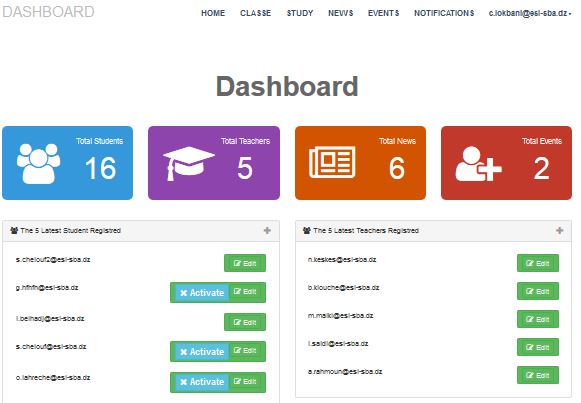 DASHBOARD
HOME CLASSE STUDY NEWS EVENTS NOTIFICATIONS c.lokbani@esi-sba.dz
Dashboard
Total Students
16
Total Teachers
5
Total News
6
Total Events
2
The 5 Latest Student Registred
s.chelouf2@esi-sba.dz Edit
g.hfhfh@esi-sba.dz Activate Edit
l.belhadj@esi-sba.dz Edit
s.chelouf@esi-sba.dz Activate Edit
o.lahreche@esi-sba.dz Activate Edit
The 5 Latest Teachers Registred
n.keskes@esi-sba.dz Edit
b.klouche@esi-sba.dz Edit
m.malki@esi-sba.dz Edit
l.saidi@esi-sba.dz Edit
a.rahmoun@esi-sba.dz Edit